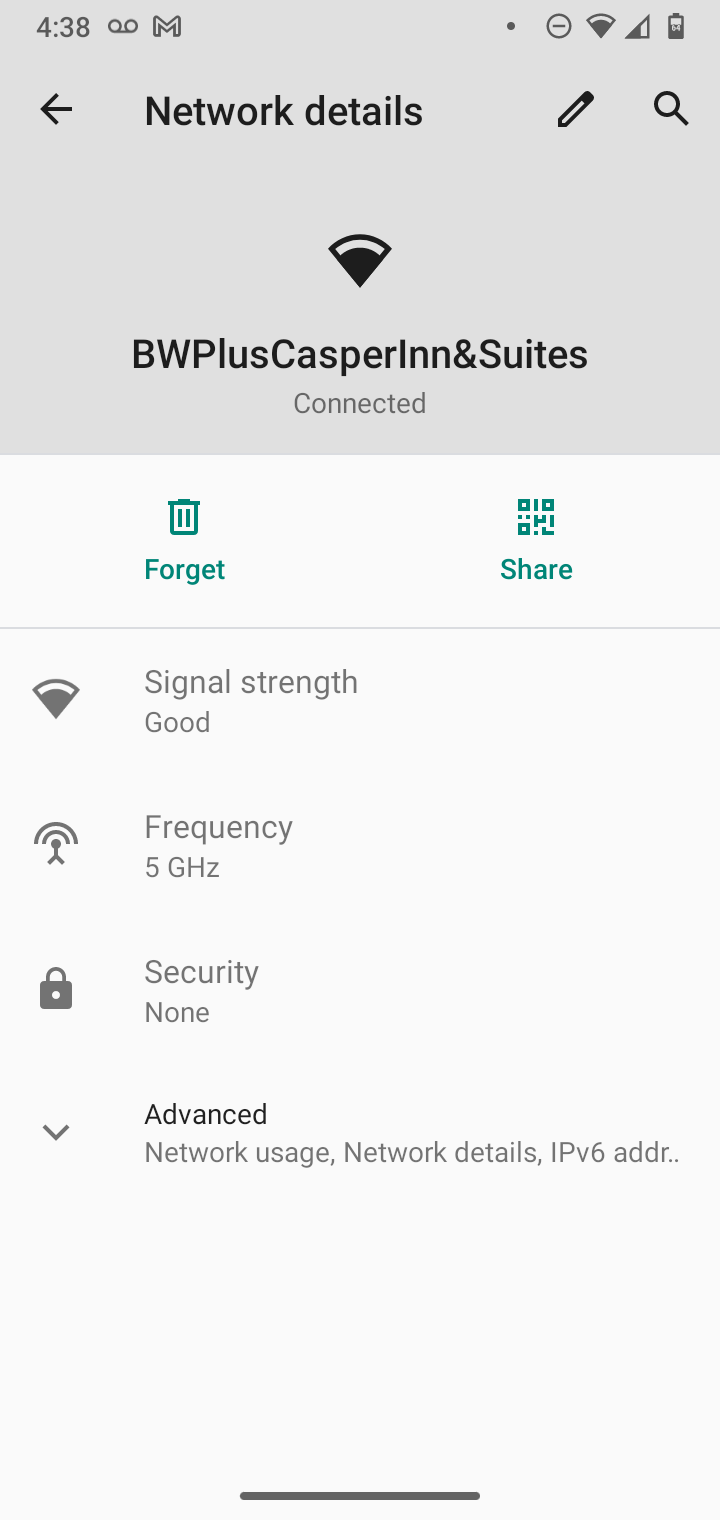 4:38
Network details
BWPlusCasperInn&Suites
Connected
Forget
Share
Signal strength
Good
Frequency
5 GHz
Security
None
Advanced
Network usage, Network details, IPv6 addr..